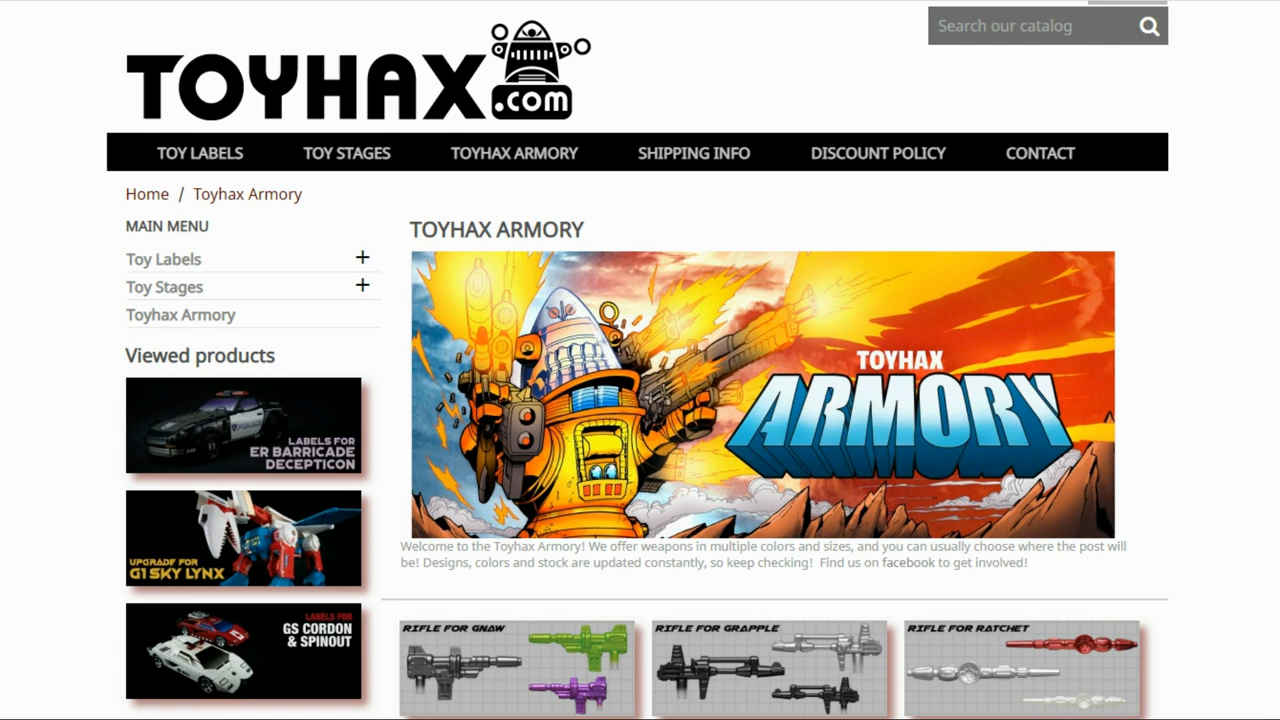 Search our catalog
TOYHAX
.com
TOY LABELS TOY STAGES TOYHAX ARMORY SHIPPING INFO DISCOUNT POLICY CONTACT
Home / Toyhax Armory
MAIN MENU
Toy Labels +
Toy Stages +
Toyhax Armory
Viewed products
LABELS FOR
ER BARRICADE
DECEPTICON
UPGRADE FOR
G1 SKY LYNX
LABELS FOR
GS CORDON
& SPINOUT
TOYHAX ARMORY
TOYHAX
ARMORY
Welcome to the Toyhax Armory! We offer weapons in multiple colors and sizes, and you can usually choose where the post will
be! Designs, colors and stock are updated constantly, so keep checking! Find us on facebook to get involved!
RIFLE FOR GNAW
RIFLE FOR GRAPPLE
RIFLE FOR RATCHET